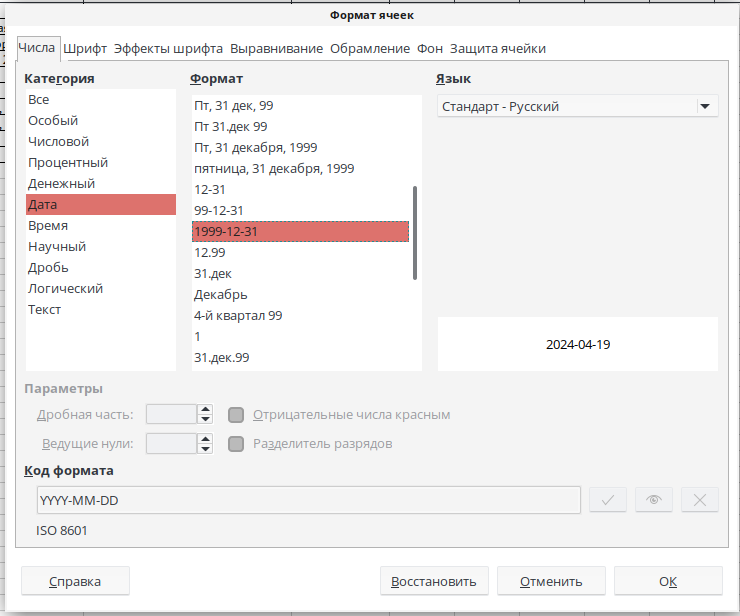 Формат ячеек
Числа Шрифт Эффекты шрифта Выравнивание Обрамление Фон Защита ячейки
Категория
Все
Особый
Числовой
Процентный
Денежный
Дата
Время
Научный
Дробь
Логический
Текст
Формат
Пт, 31 дек, 99
Пт 31.дек 99
Пт, 31 декабря, 1999
пятница, 31 декабря, 1999
12-31
99-12-31
1999-12-31
12.99
31.дек
Декабрь
4-й квартал 99
1
31.дек.99
Язык
Стандарт - Русский
2024-04-19
Параметры
Дробная часть:
Отрицательные числа красным
Ведущие нули:
Разделитель разрядов
Код формата
YYYY-MM-DD
ISO 8601
Справка
Восстановить
Отменить
ОК